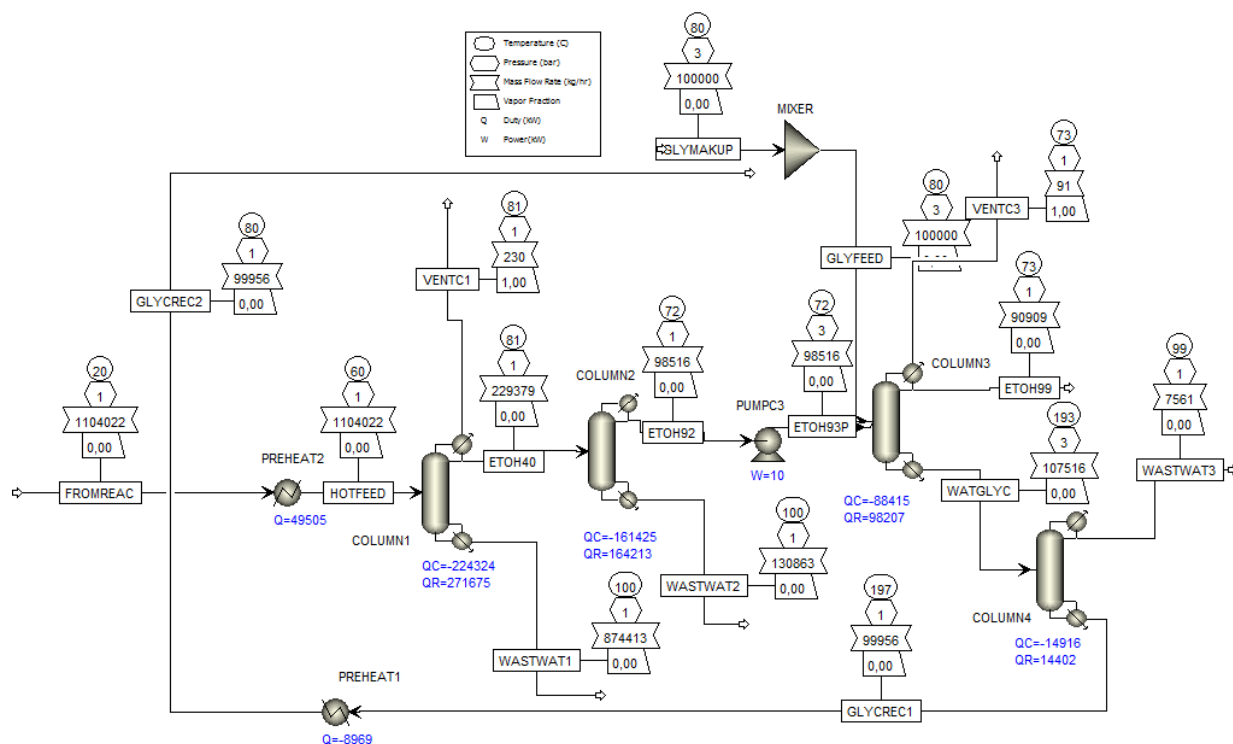 Temperature (C)
Pressure (bar)
Mass Flow Rate (kg/hr)
Vapor Fraction
Q Duty (kW)
W Power(kW)
80
3
100000
0,00
GLYMAKUP
MIXER
73
1
91
1,00
VENTC3
81
1
230
1,00
VENTC1
80
3
100000
GLYFEED
80
1
99956
0,00
GLYCREC2
73
1
90909
0,00
ETOH99
COLUMN3
72
1
98516
0,00
ETOH92
72
3
98516
0,00
ETOH93P
PUMPC3
W=10
81
1
229379
0,00
ETOH40
COLUMN2
QC=-161425
QR=164213
99
1
7561
0,00
WASTWAT3
20
1
1104022
0,00
FROMREAC
60
1
1104022
0,00
HOTFEED
PREHEAT2
Q=49505
COLUMN1
QC=-224324
QR=271675
QC=-88415
QR=98207
193
3
107516
0,00
WATGLYC
100
1
130863
0,00
WASTWAT2
100
1
874413
0,00
WASTWAT1
197
1
99956
0,00
GLYCREC1
COLUMN4
QC=-14916
QR=14402
PREHEAT1
Q=-8969